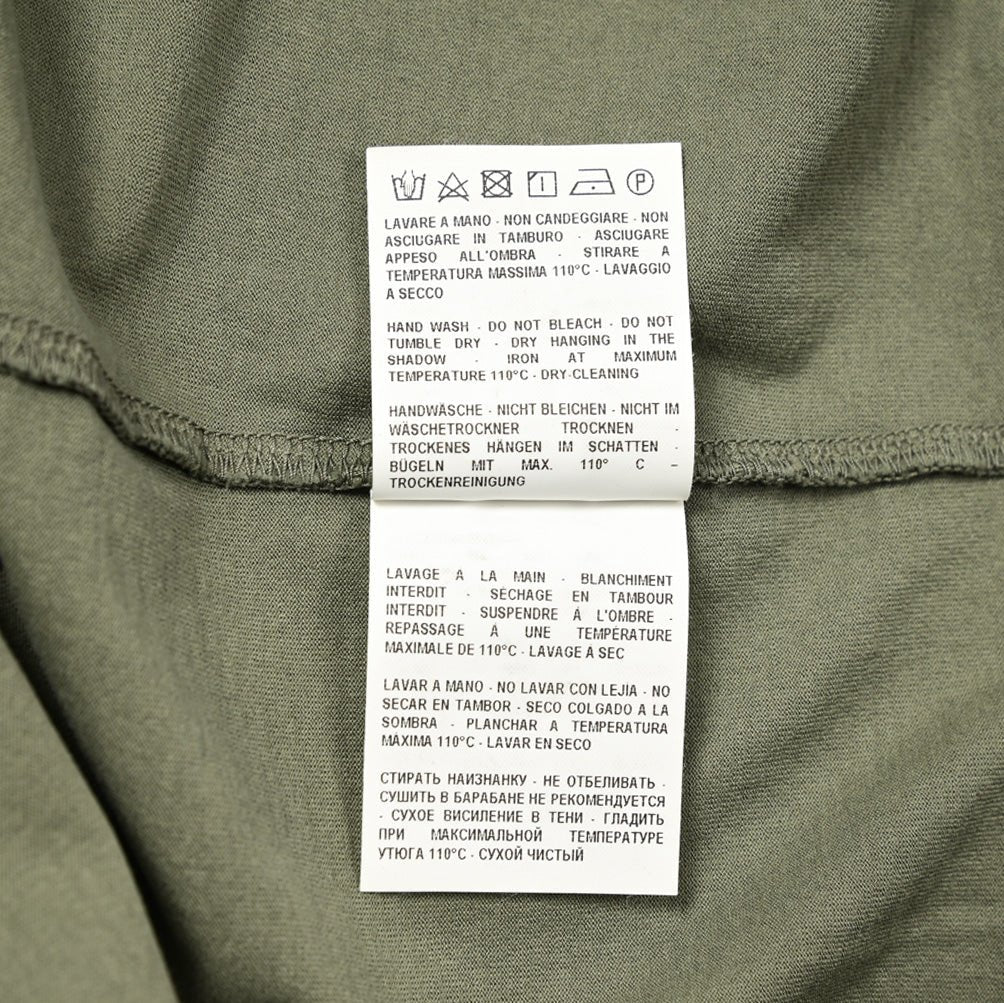 P
LAVARE A MANO - NON CANDEGGIARE - NON
ASCIUGARE IN TAMBURO - ASCIUGARE
APPESO ALL'OMBRA - STIRARE A
TEMPERATURA MASSIMA 110°C - LAVAGGIO
A SECCO
HAND WASH - DO NOT BLEACH - DO NOT
TUMBLE DRY - DRY HANGING IN THE
SHADOW - IRON AT MAXIMUM
TEMPERATURE 110°C - DRY-CLEANING
HANDWÄSCHE - NICHT BLEICHEN - NICHT IM
WÄSCHETROCKNER TROCKNEN -
TROCKENES HÄNGEN IM SCHATTEN -
BÜGELN MIT MAX. 110° C –
TROCKENREINIGUNG
LAVAGE A LA MAIN - BLANCHIMENT
INTERDIT - SÉCHAGE EN TAMBOUR
INTERDIT - SUSPENDRE Á L'OMBRE -
REPASSAGE Á UNE TEMPÉRATURE
MAXIMALE DE 110°C - LAVAGE Á SEC
LAVAR A MANO - NO LAVAR CON LEJIA - NO
SECAR EN TAMBOR - SECO COLGADO A LA
SOMBRA - PLANCHAR A TEMPERATURA
MÁXIMA 110°C - LAVAR EN SECO
СТИРАТЬ НАИЗНАНКУ - НЕ ОТБЕЛИВАТЬ -
СУШИТЬ В БАРАБАНЕ НЕ РЕКОМЕНДУЕТСЯ
- СУХОЕ ВИСИЛЕНИЕ В ТЕНИ - ГЛАДИТЬ
ПРИ МАКСИМАЛЬНОЙ ТЕМПЕРАТУРЕ
УТЮГА 110°C - СУХОЙ ЧИСТЫЙ